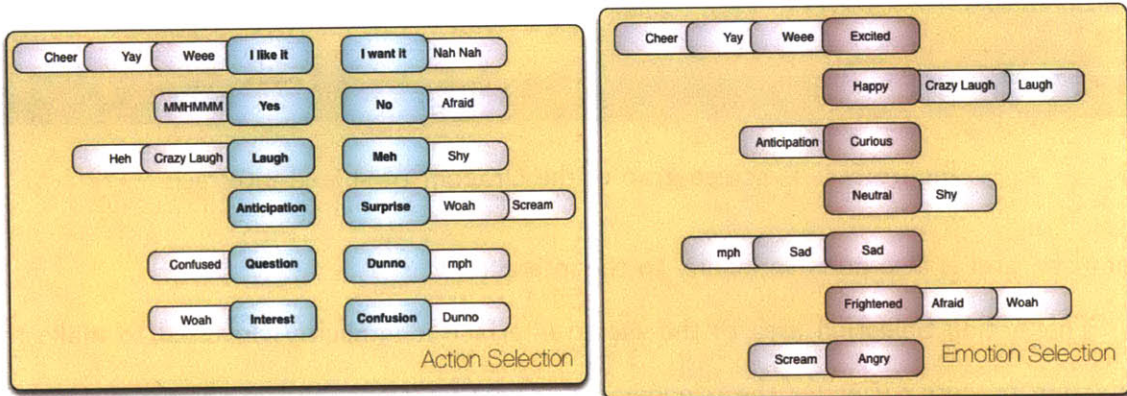 Cheer Yay Weee I like it I want it Nah Nah
MMHMMM Yes No Afraid
Heh Crazy Laugh Laugh Meh Shy
Anticipation Surprise Woah Scream
Confused Question Dunno mph
Woah Interest Confusion Dunno
Action Selection
Cheer Yay Weee Excited
Happy Crazy Laugh Laugh
Anticipation Curious
Neutral Shy
mph Sad Sad
Frightened Afraid Woah
Scream Angry
Emotion Selection